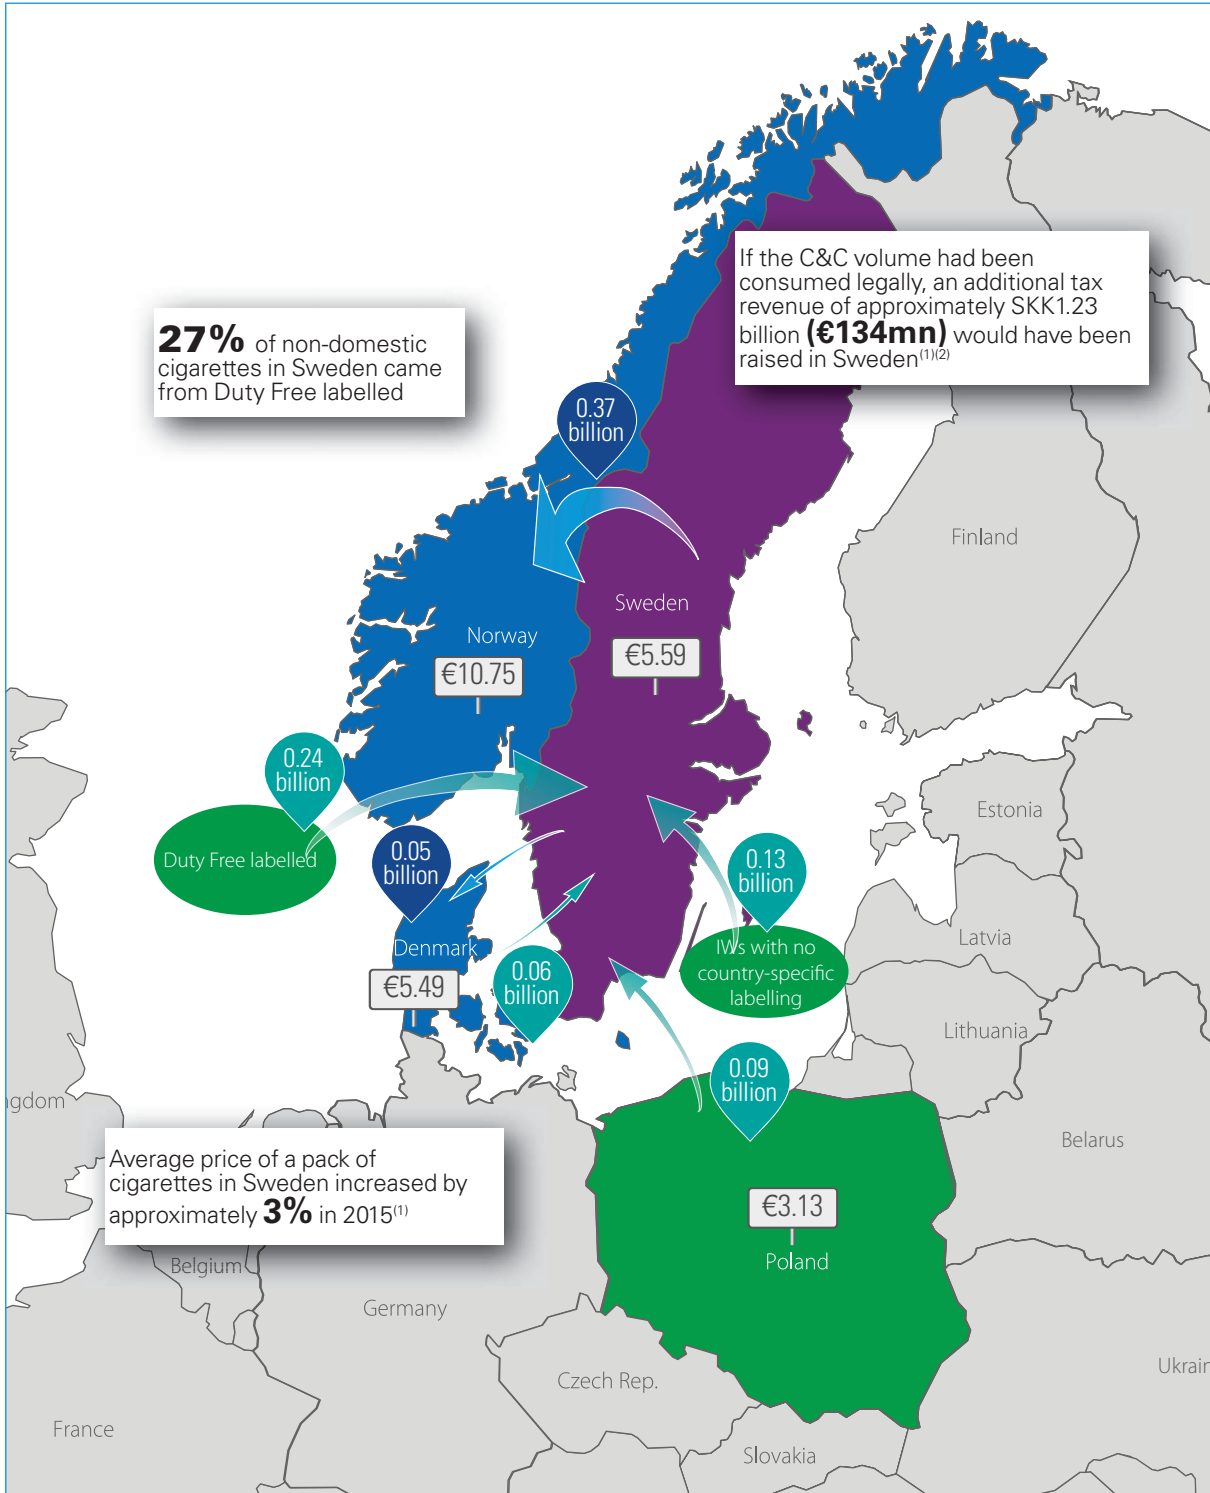 If the C&C volume had been
consumed legally, an additional tax
revenue of approximately SKK1.23
billion (€134mn) would have been
raised in Sweden(1)(2)
27% of non-domestic
cigarettes in Sweden came
from Duty Free labelled
0.37
billion
Finland
Sweden
€5.59
Norway
€10.75
0.24
billion
Duty Free labelled
0.05
billion
Denmark
€5.49
0.06
billion
0.13
billion
IWs with no
country-specific
labelling
Estonia
Latvia
Lithuania
0.09
billion
ngdom
Belarus
Average price of a pack of
cigarettes in Sweden increased by
approximately 3% in 2015(1)
€3.13
Poland
Belgium
Germany
Czech Rep.
Ukrain
France
Slovakia